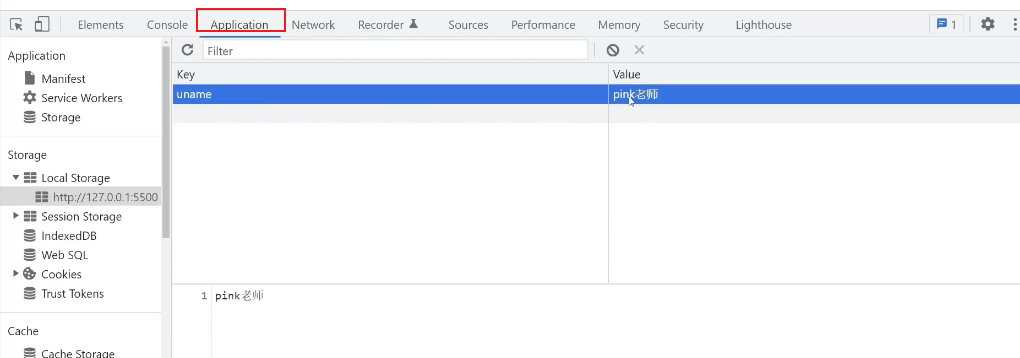 Elements Console Application Network Recorder Sources Performance Memory Security Lighthouse 1
Application
Manifest
Service Workers
Storage
Storage
Local Storage
http://127.0.0.1:5500
Session Storage
IndexedDB
Web SQL
Cookies
Trust Tokens
Cache
Cache Storage
Filter
Key Value
uname pink老师
1 pink老师